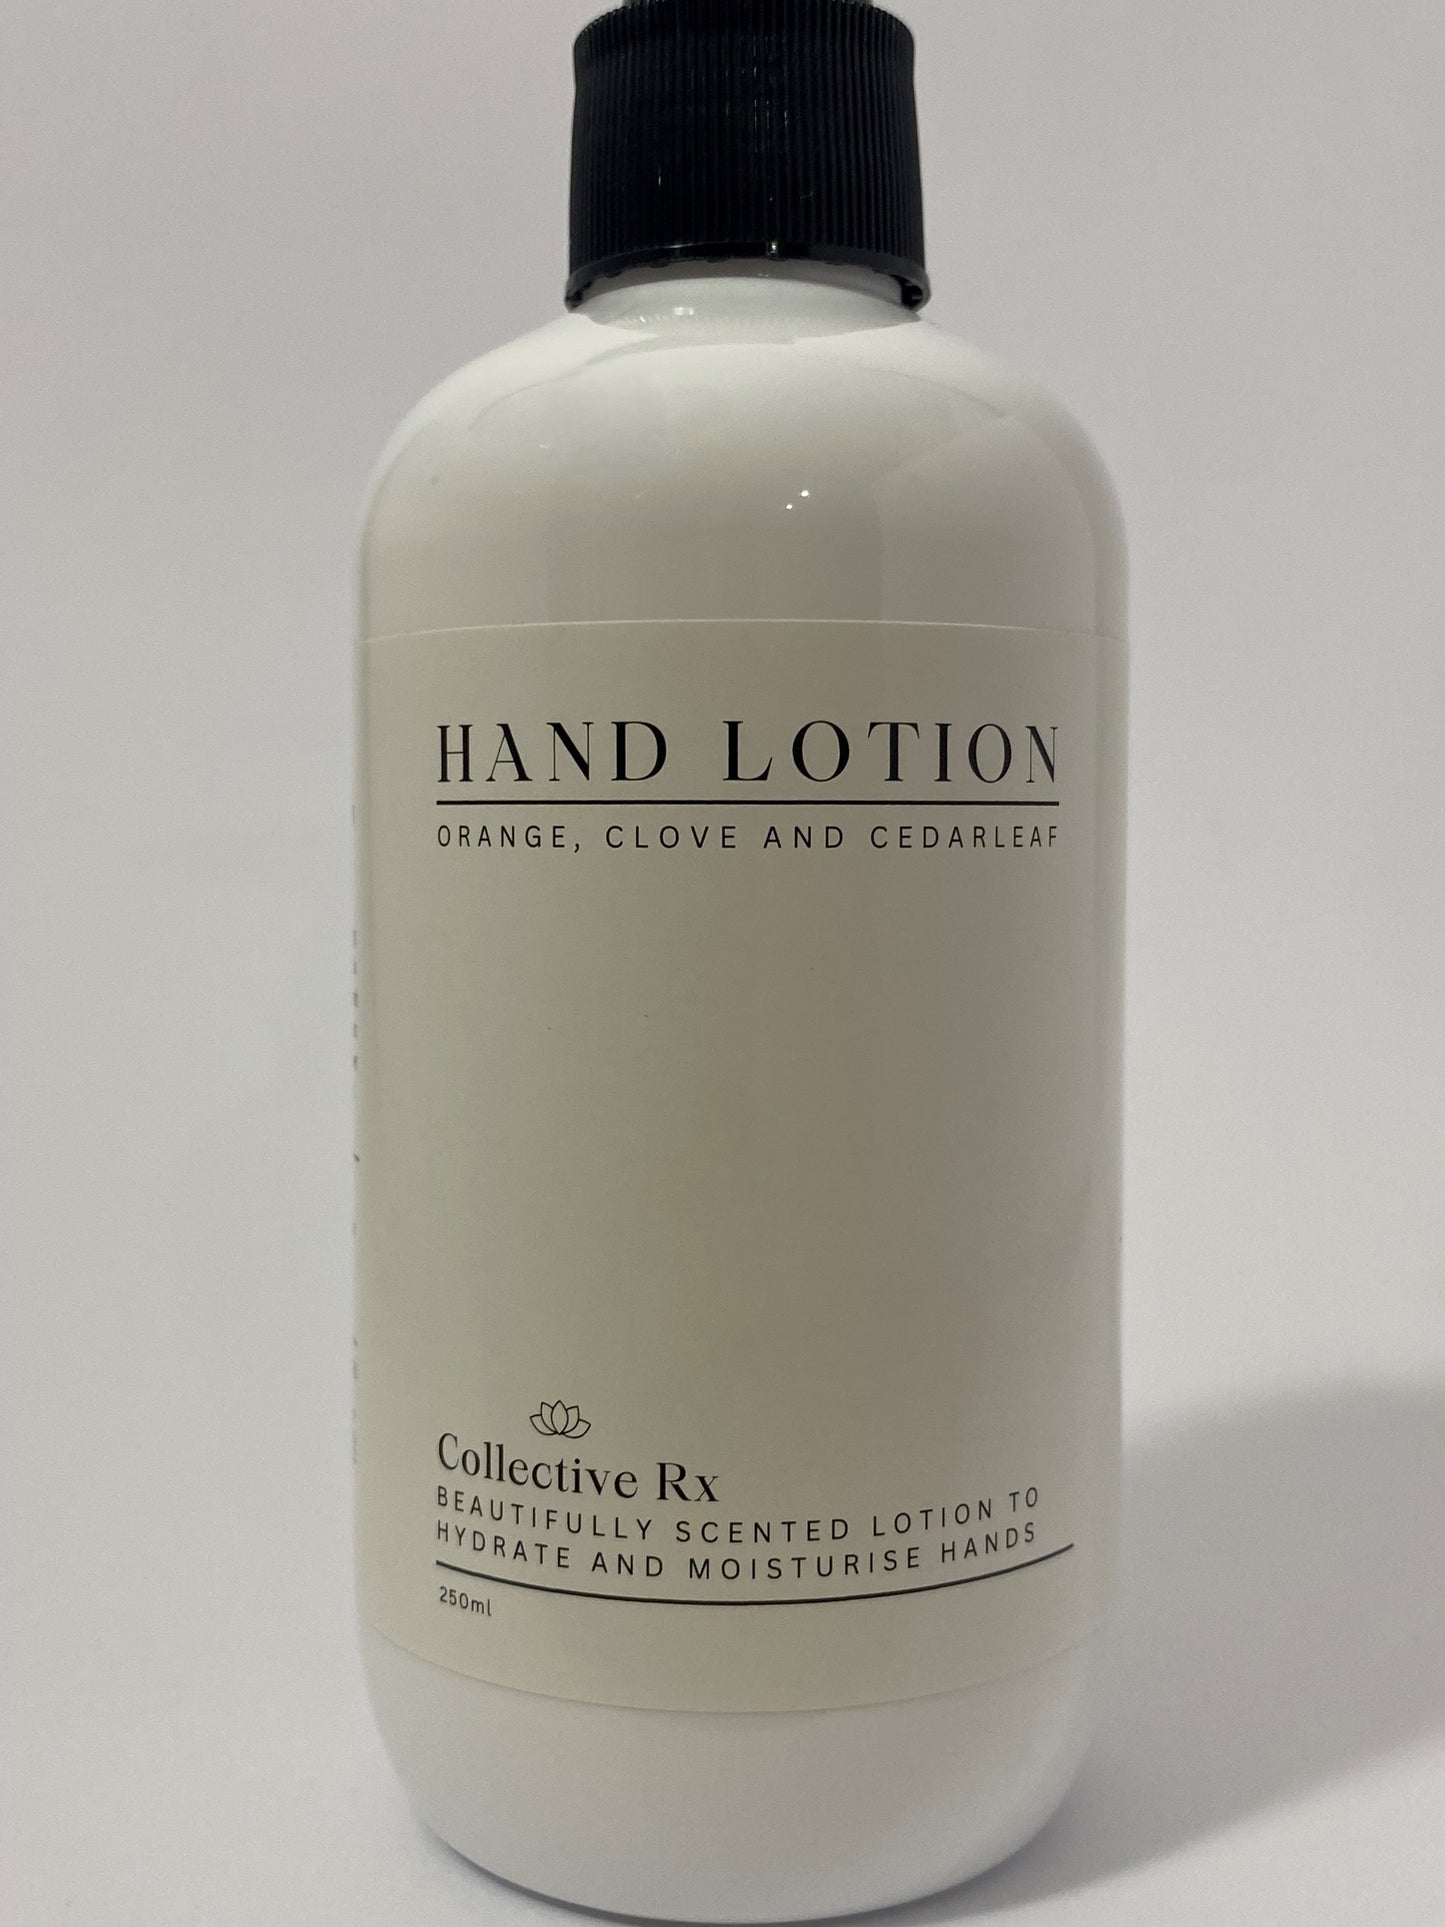 HAND LOTION
ORANGE, CLOVE AND CEDARLEAF
Collective Rx
BEAUTIFULLY SCENTED LOTION TO
HYDRATE AND MOISTURISE HANDS
250ml